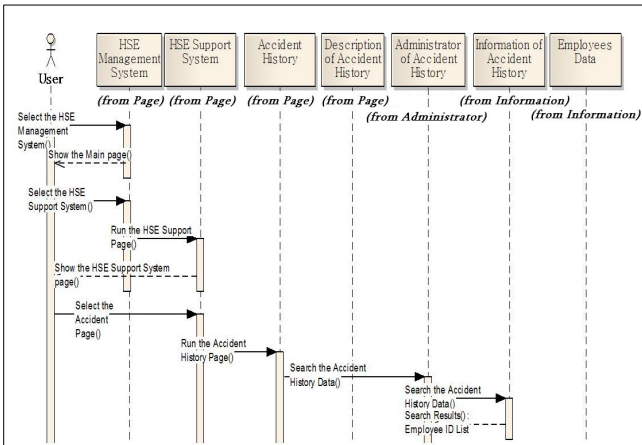 HSE
Management
System
HSE Support
System
Accident
History
Description
of Accident
History
Administrator
of Accident
History
Information of
Accident
History
Employees
Data
User
(from Page)
(from Page)
(from Page)
(from Page)
(from Information)
(from Administrator)
(from Information)
Select the HSE
Management
System()
Show the Main page()
Select the HSE
Support System()
Run the HSE Support
Page()
Show the HSE Support System
page()
Select the
Accident
Page()
Run the Accident
History Page()
Search the Accident
History Data()
Search the Accident
History Data()
Search Results() :
Employee ID List